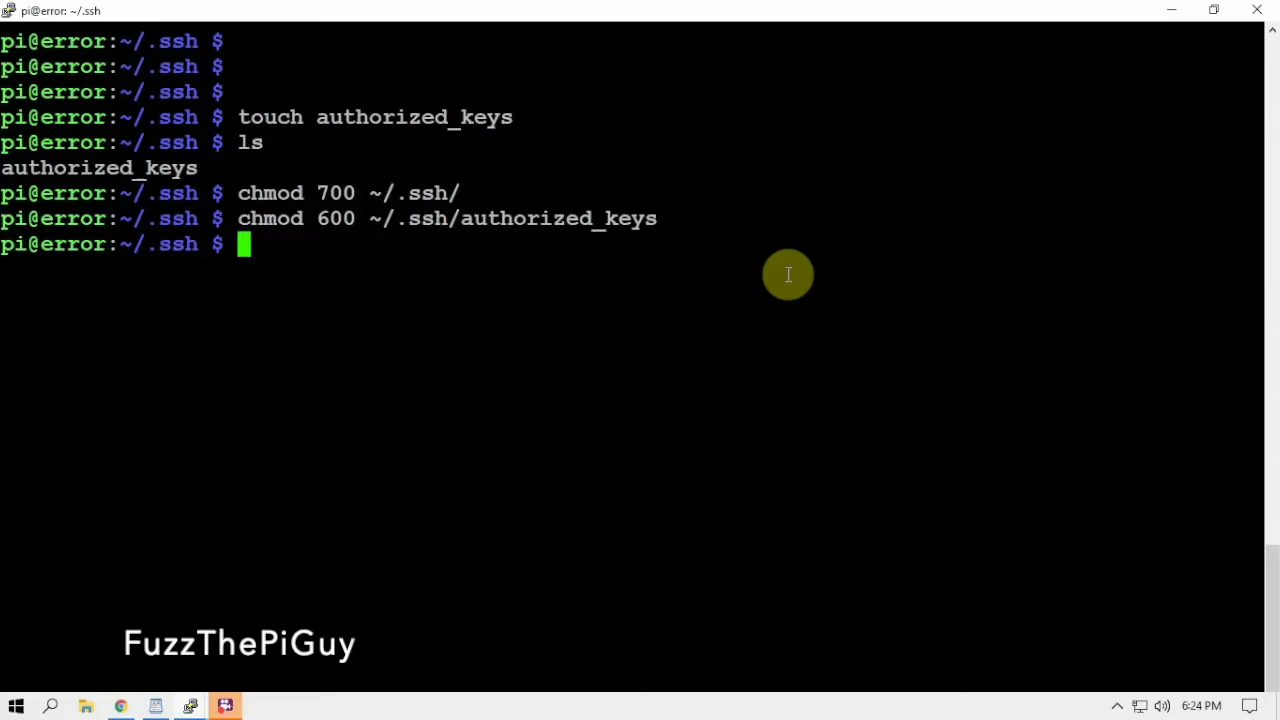 pi@error: ~/.ssh
pi@error:~/.ssh $
pi@error:~/.ssh $
pi@error:~/.ssh $
pi@error:~/.ssh $ touch authorized_keys
pi@error:~/.ssh $ ls
authorized_keys
pi@error:~/.ssh $ chmod 700 ~/.ssh/
pi@error:~/.ssh $ chmod 600 ~/.ssh/authorized_keys
pi@error:~/.ssh $
FuzzThePiGuy
6:24 PM